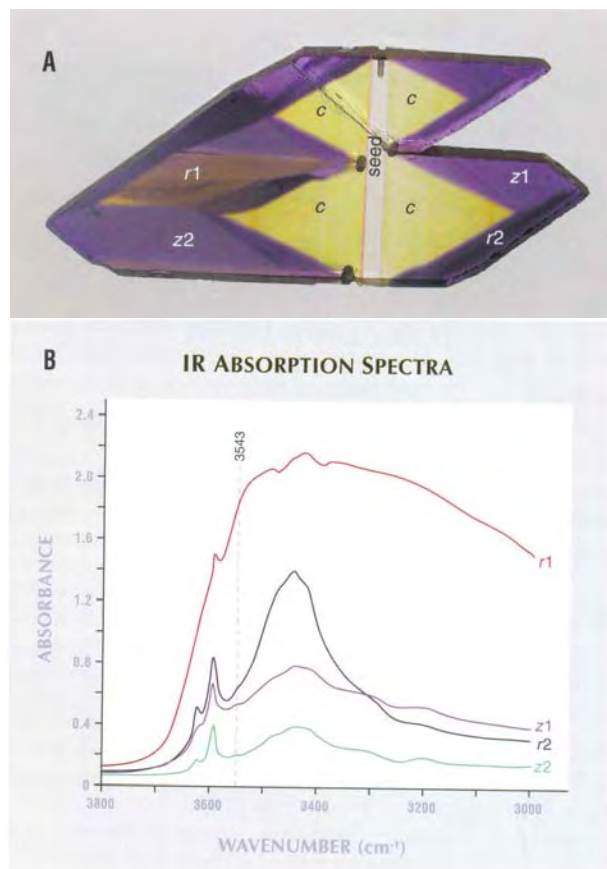 A
c
c
seed
r1
c
c
z1
z2
r2
B
IR ABSORPTION SPECTRA
3543
2.4
2.0
1.6
1.2
0.8
0.4
0
ABSORBANCE
r1
z1
r2
z2
3800
3600
3400
3200
3000
WAVENUMBER (cm-¹)